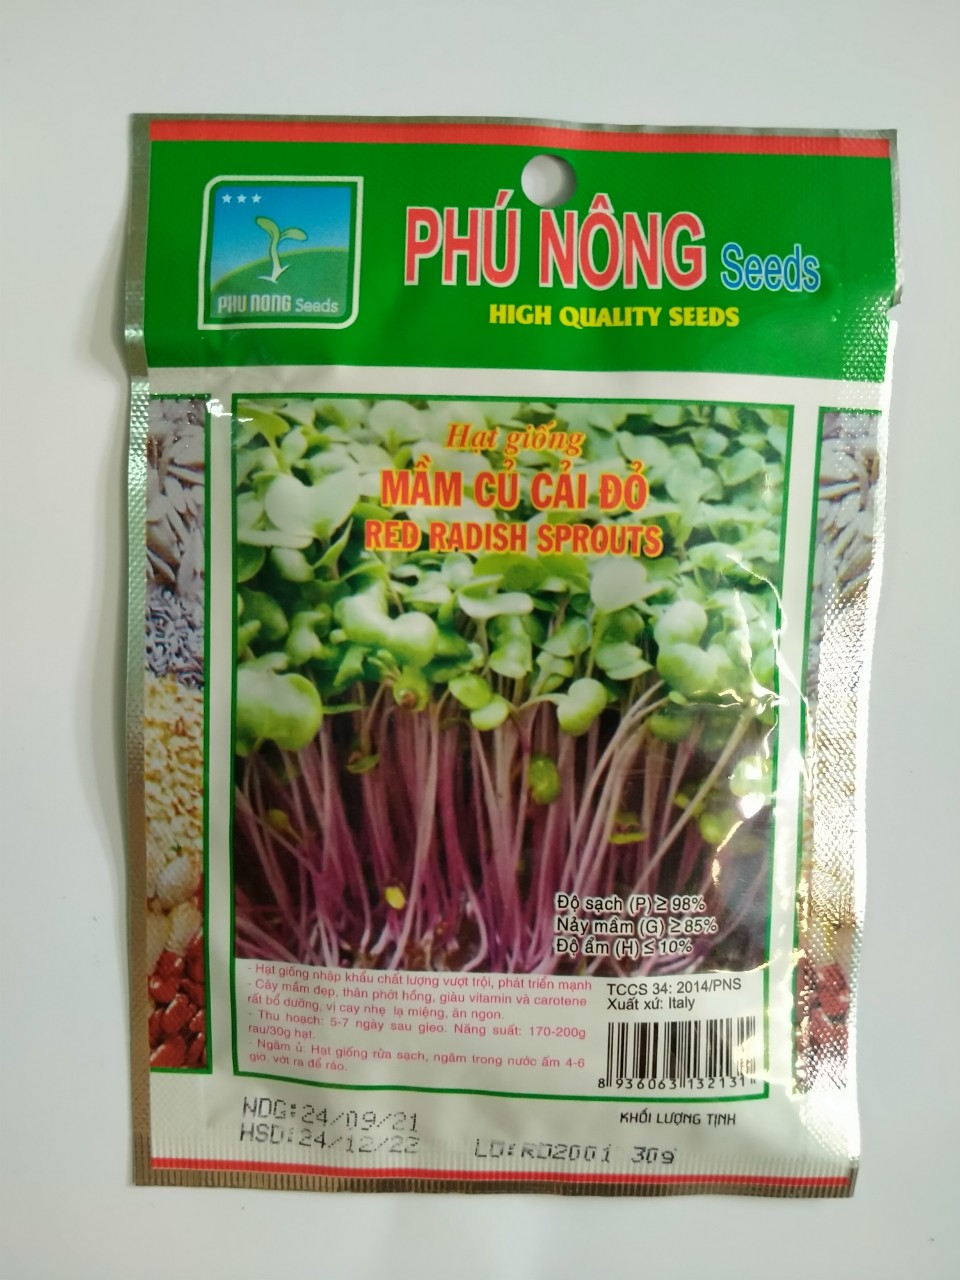 PHU NONG Seeds
PHÚ NÔNG Seeds
HIGH QUALITY SEEDS
Hạt giống
MẦM CỦ CẢI ĐỎ
RED RADISH SPROUTS
Độ sạch (P) ≥ 98%
Nảy mầm (G) ≥ 85%
Độ ẩm (H) ≤ 10%
- Hạt giống nhập khẩu chất lượng vượt trội, phát triển mạnh
- Cây mầm đẹp, thân phớt hồng, giàu vitamin và carotene
rất bổ dưỡng, vị cay nhẹ lạ miệng, ăn ngon.
- Thu hoạch: 5-7 ngày sau gieo. Năng suất: 170-200g
rau/30g hạt.
Ngâm ủ: Hạt giống rửa sạch, ngâm trong nước ấm 4-6
giờ, vớt ra để ráo.
TCCS 34: 2014/PNS
Xuất xứ: Italy
8 936063 132131
KHỐI LƯỢNG TỊNH
NDG:24/09/21
HSD:24/12/22
LO:RD2001 30g